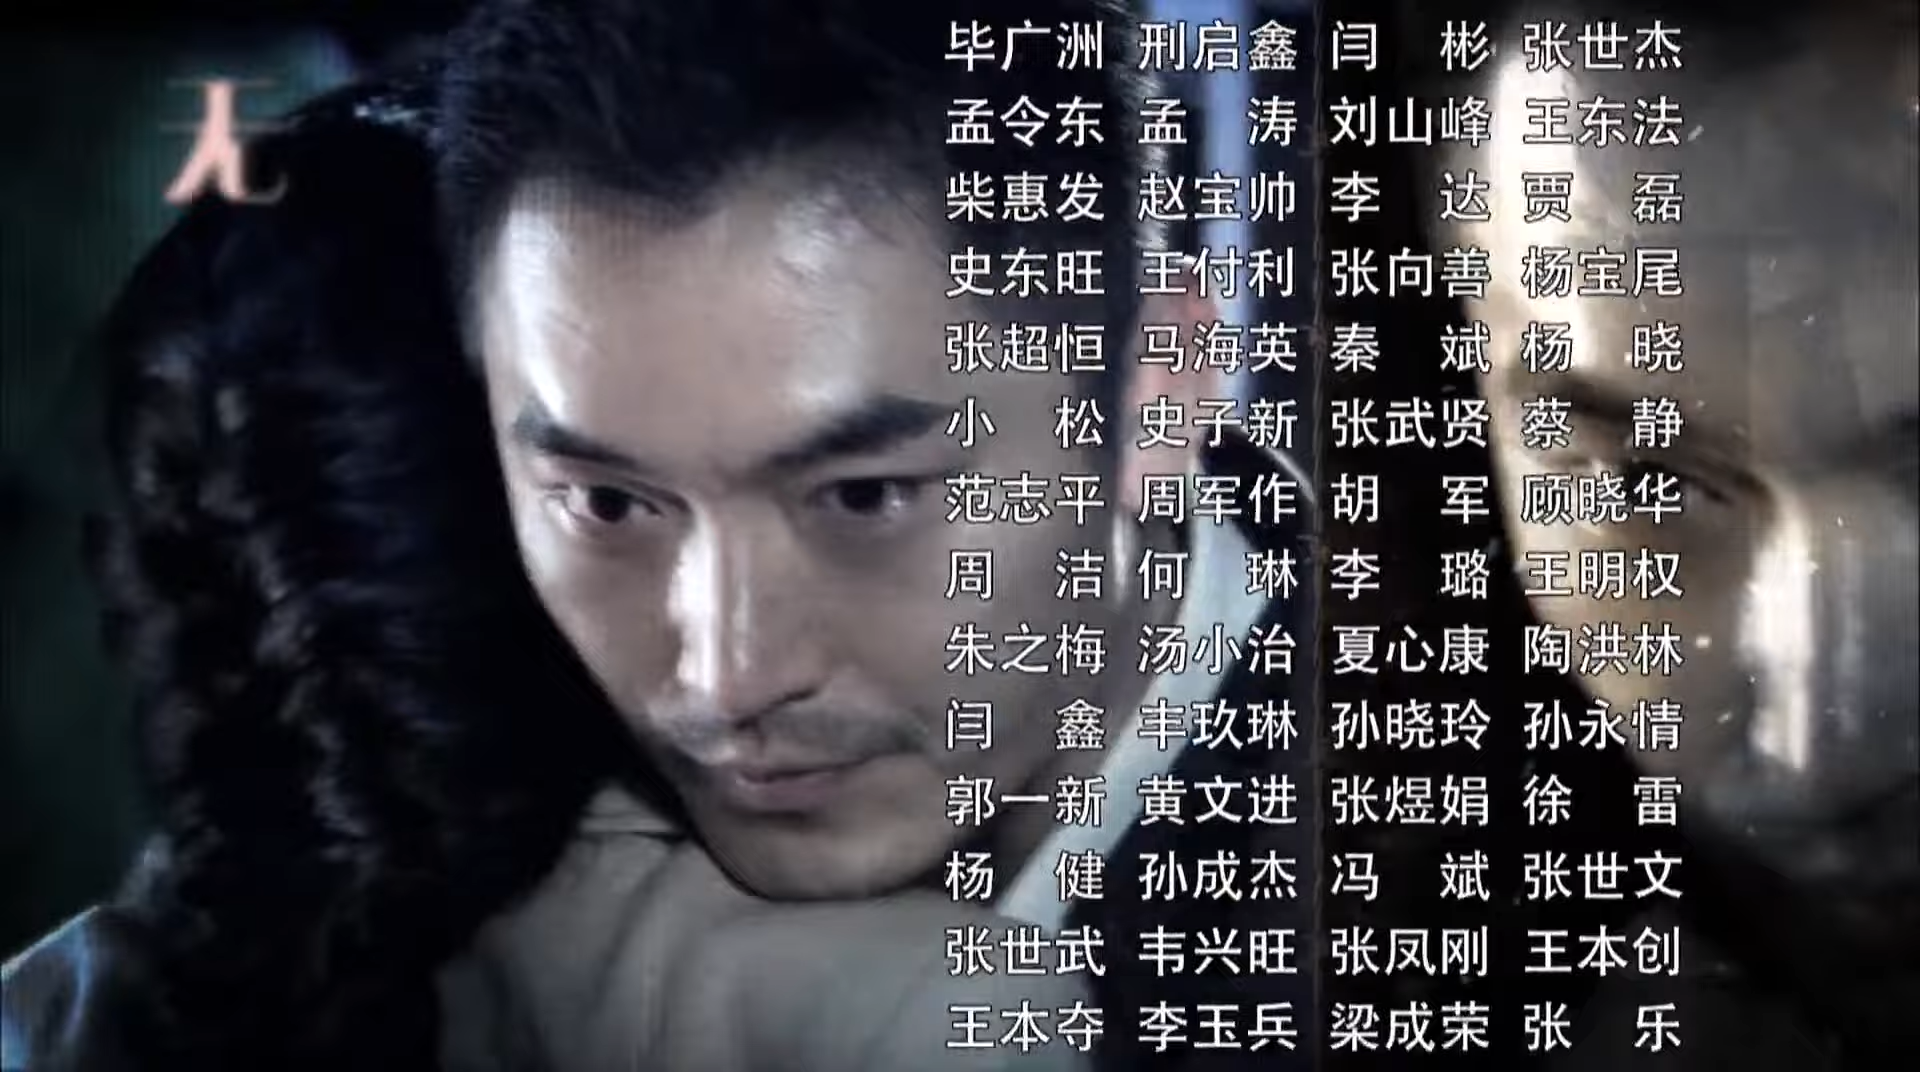 无
毕广洲 刑启鑫 闫 彬 张世杰
孟令东 孟 涛 刘山峰 王东法
柴惠发 赵宝帅 李 达 贾 磊
史东旺 王付利 张向善 杨宝尾
张超恒 马海英 秦 斌 杨 晓
小 松 史子新 张武贤 蔡 静
范志平 周军作 胡 军 顾晓华
周 洁 何 琳 李 璐 王明权
朱之梅 汤小治 夏心康 陶洪林
闫 鑫 丰玖琳 孙晓玲 孙永情
郭一新 黄文进 张煜娟 徐 雷
杨 健 孙成杰 冯 斌 张世文
张世武 韦兴旺 张凤刚 王本创
王本夺 李玉兵 梁成荣 张 乐